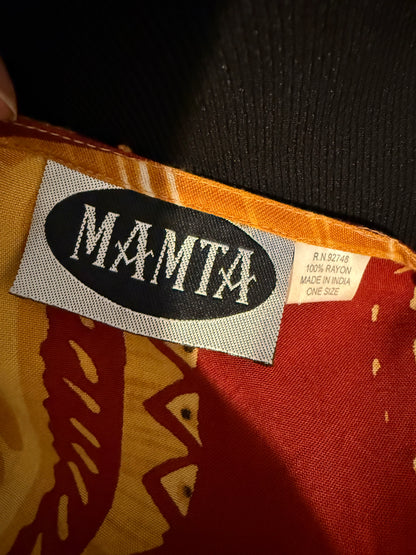 MAMTA
R.N.92748
100% RAYON
MADE IN INDIA
ONE SIZE